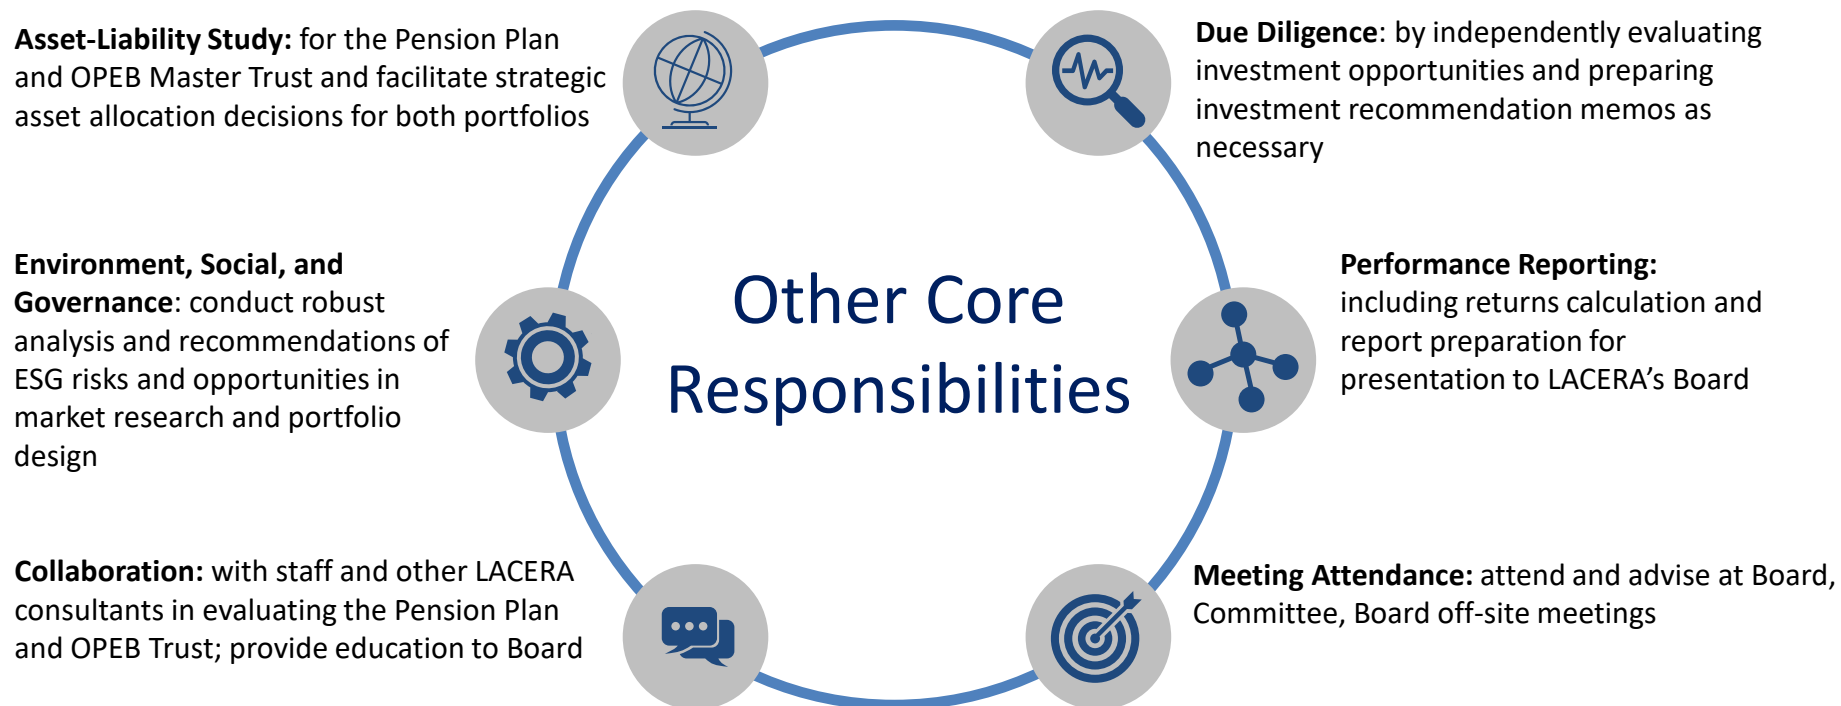 Asset-Liability Study: for the Pension Plan
and OPEB Master Trust and facilitate strategic
asset allocation decisions for both portfolios
Due Diligence: by independently evaluating
investment opportunities and preparing
investment recommendation memos as
necessary
Environment, Social, and
Governance: conduct robust
analysis and recommendations of
ESG risks and opportunities in
market research and portfolio
design
Other Core
Responsibilities
Performance Reporting:
including returns calculation and
report preparation for
presentation to LACERA’s Board
Collaboration: with staff and other LACERA
consultants in evaluating the Pension Plan
and OPEB Trust; provide education to Board
Meeting Attendance: attend and advise at Board,
Committee, Board off-site meetings